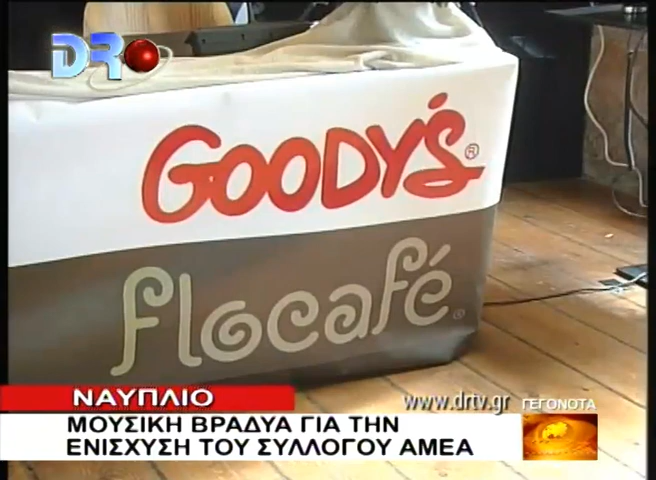 DR
GOODY'S®
flocafé®
ΝΑΥΠΛΙΟ
www.drtv.gr
ΓΕΓΟΝΟΤΑ
ΜΟΥΣΙΚΗ ΒΡΑΔΥΑ ΓΙΑ ΤΗΝ
ΕΝΙΣΧΥΣΗ ΤΟΥ ΣΥΛΛΟΓΟΥ ΑΜΕΑ